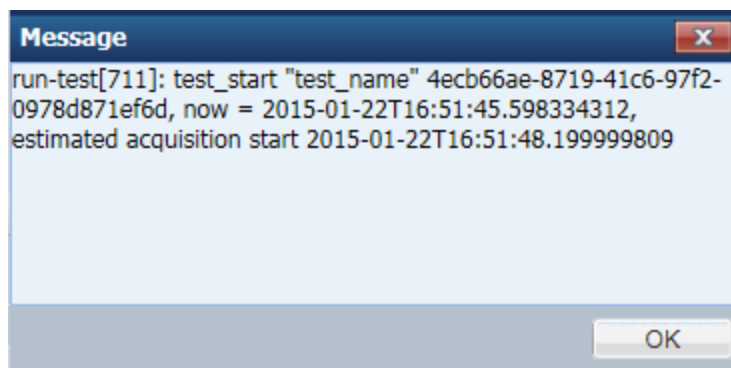 Message
run-test[711]: test_start "test_name" 4ecb66ae-8719-41c6-97f2-
0978d871ef6d, now = 2015-01-22T16:51:45.598334312,
estimated acquisition start 2015-01-22T16:51:48.199999809
OK